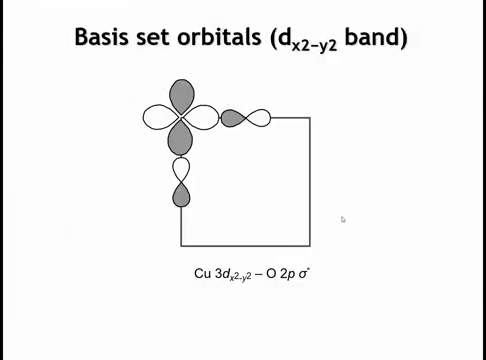 Basis set orbitals (dx2-y2 band)
Cu 3dx2-y2 – O 2p σ*